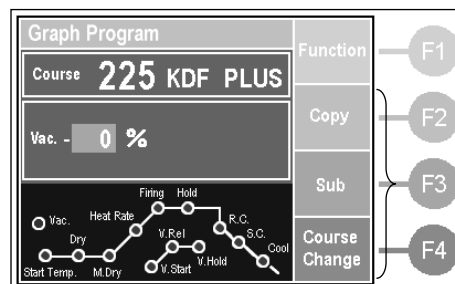 Graph Program
Function
F1
Course 225 KDF PLUS
Copy
F2
Vac. - 0 %
Sub
F3
Firing Hold
Vac. Heat Rate R.C.
Dry V.Rel S.C.
Cool
Start Temp. M.Dry V.Start V.Hold
Course
Change
F4